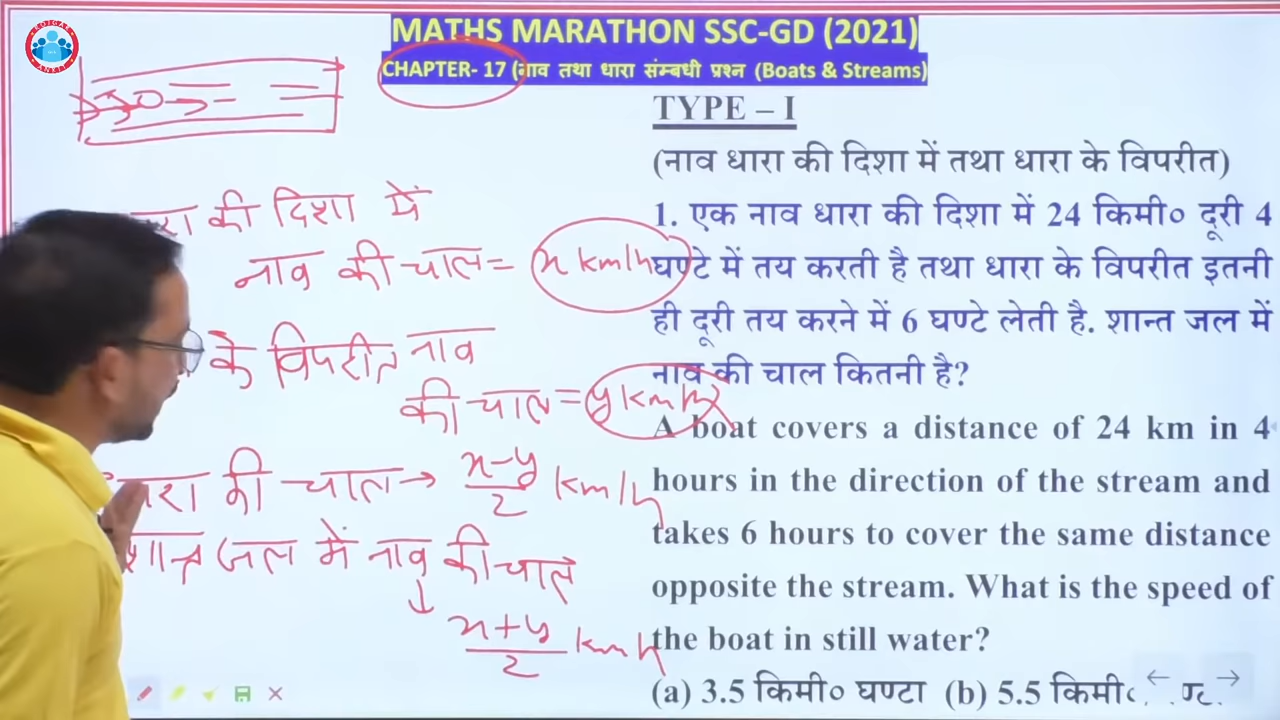 MATHS MARATHON SSC-GD (2021)
CHAPTER- 17 (नाव तथा धारा संम्बधी प्रश्न (Boats & Streams)
TYPE – I
(नाव धारा की दिशा में तथा धारा के विपरीत)
1. एक नाव धारा की दिशा में 24 किमी० दूरी 4
घण्टे में तय करती है तथा धारा के विपरीत इतनी
ही दूरी तय करने में 6 घण्टे लेती है. शान्त जल में
नाव की चाल कितनी है?
A boat covers a distance of 24 km in 4
hours in the direction of the stream and
takes 6 hours to cover the same distance
opposite the stream. What is the speed of
the boat in still water?
(a) 3.5 किमी० घण्टा (b) 5.5 किमी
की दिशा में
नाव की चाल = x km/h
के विपरीत नाव
की चाल = y km/h
की चाल → x-y/2 km/h
शान्त जल में नाव की चाल
↓
x+y/2 km/h